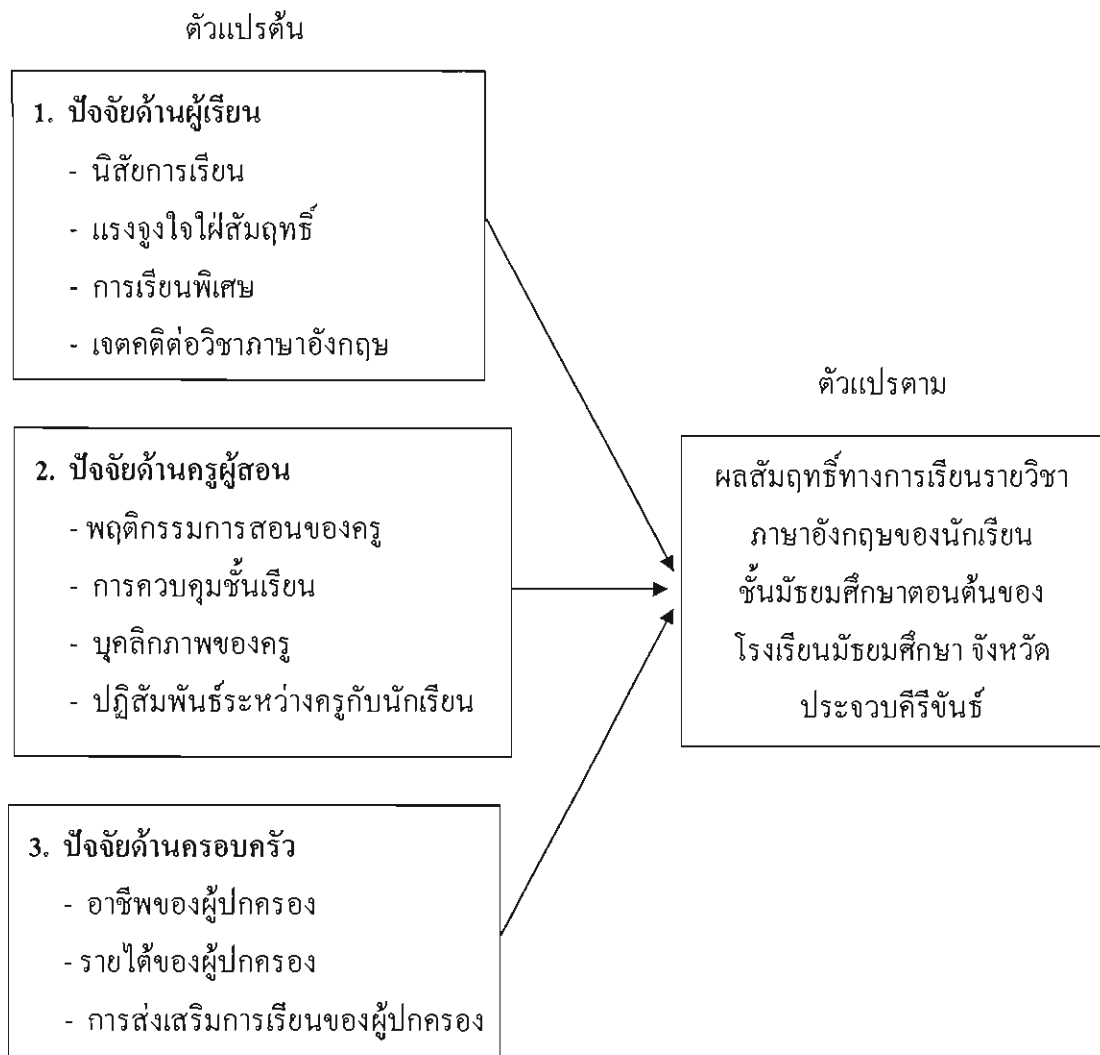 ตัวแปรต้น
1. ปัจจัยด้านผู้เรียน
- นิสัยการเรียน
- แรงจูงใจใฝ่สัมฤทธิ์
- การเรียนพิเศษ
- เจตคติต่อวิชาภาษาอังกฤษ
2. ปัจจัยด้านครูผู้สอน
- พฤติกรรมการสอนของครู
- การควบคุมชั้นเรียน
- บุคลิกภาพของครู
- ปฏิสัมพันธ์ระหว่างครูกับนักเรียน
3. ปัจจัยด้านครอบครัว
- อาชีพของผู้ปกครอง
- รายได้ของผู้ปกครอง
- การส่งเสริมการเรียนของผู้ปกครอง
ตัวแปรตาม
ผลสัมฤทธิ์ทางการเรียนรายวิชา
ภาษาอังกฤษของนักเรียน
ชั้นมัธยมศึกษาตอนต้นของ
โรงเรียนมัธยมศึกษา จังหวัด
ประจวบคีรีขันธ์